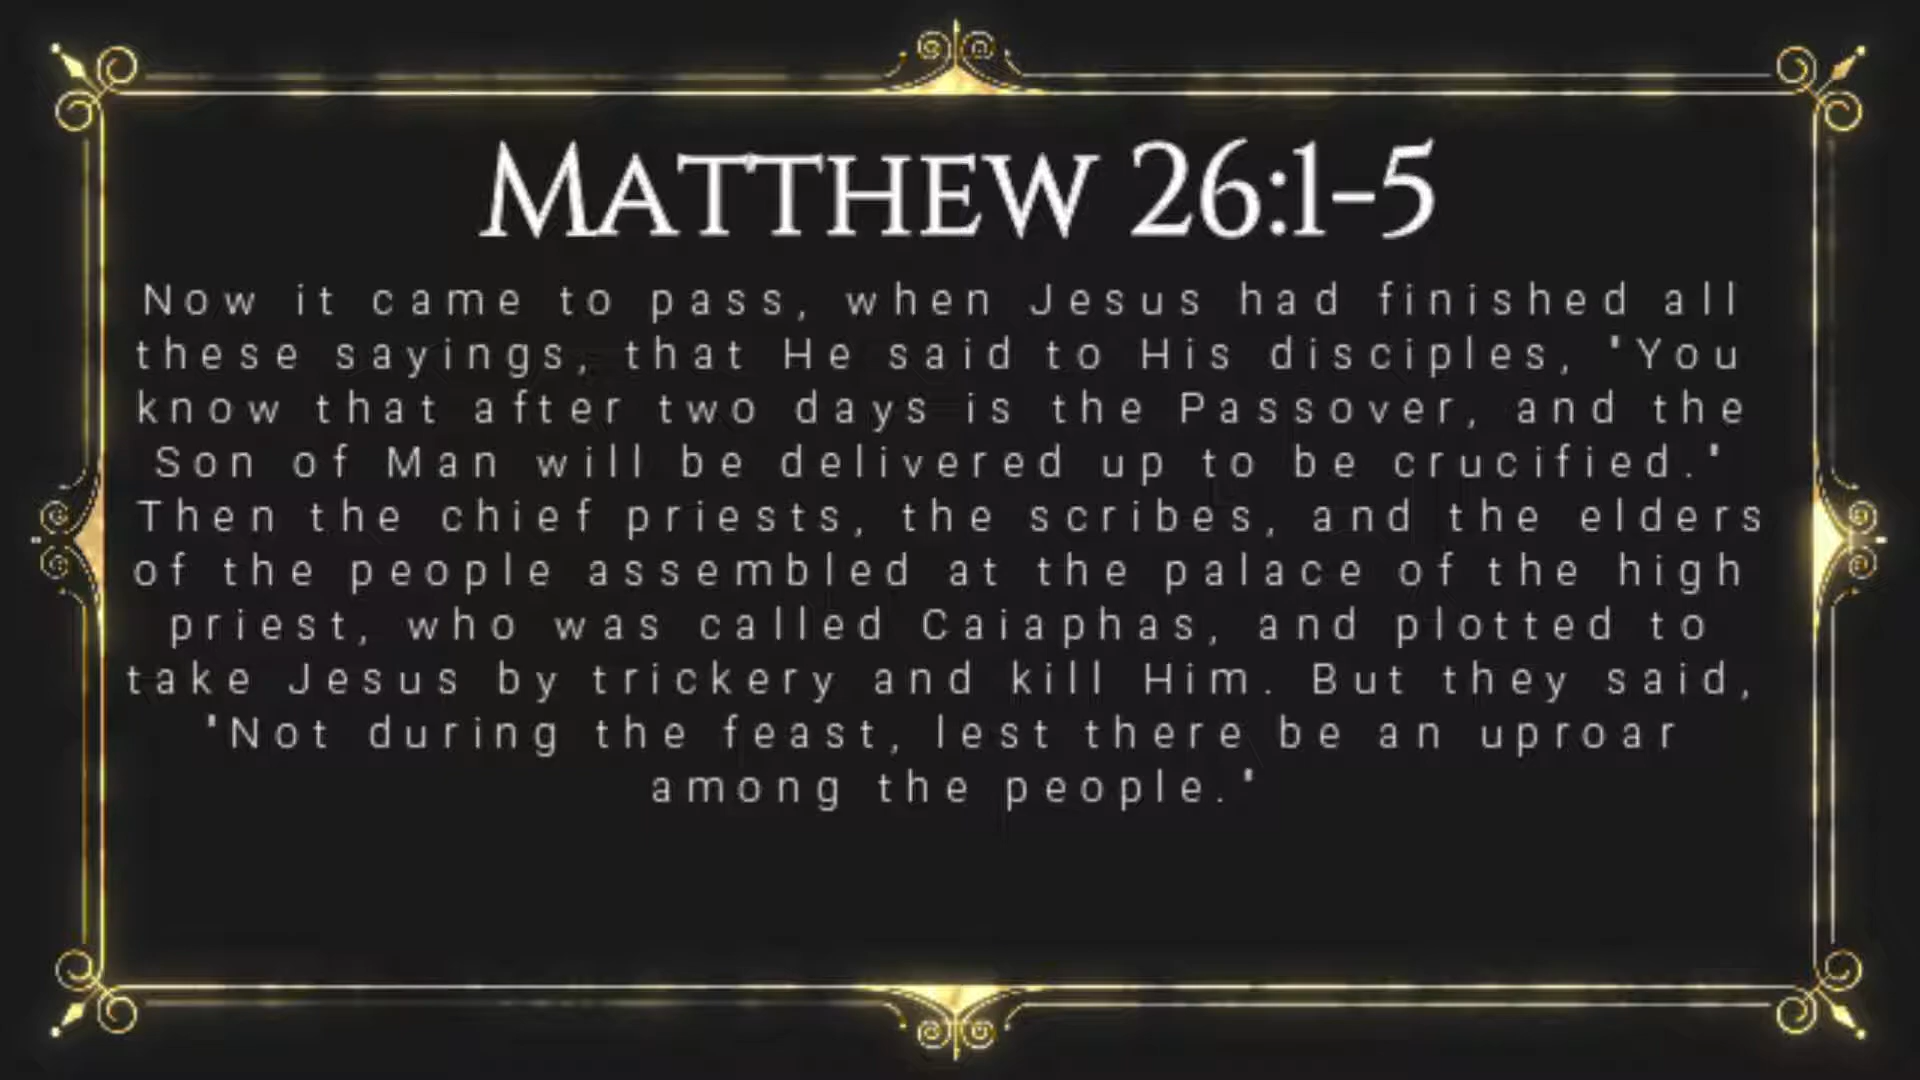 MATTHEW 26:1-5
Now it came to pass, when Jesus had finished all
these sayings, that He said to His disciples, "You
know that after two days is the Passover, and the
Son of Man will be delivered up to be crucified."
Then the chief priests, the scribes, and the elders
of the people assembled at the palace of the high
priest, who was called Caiaphas, and plotted to
take Jesus by trickery and kill Him. But they said,
"Not during the feast, lest there be an uproar
among the people."